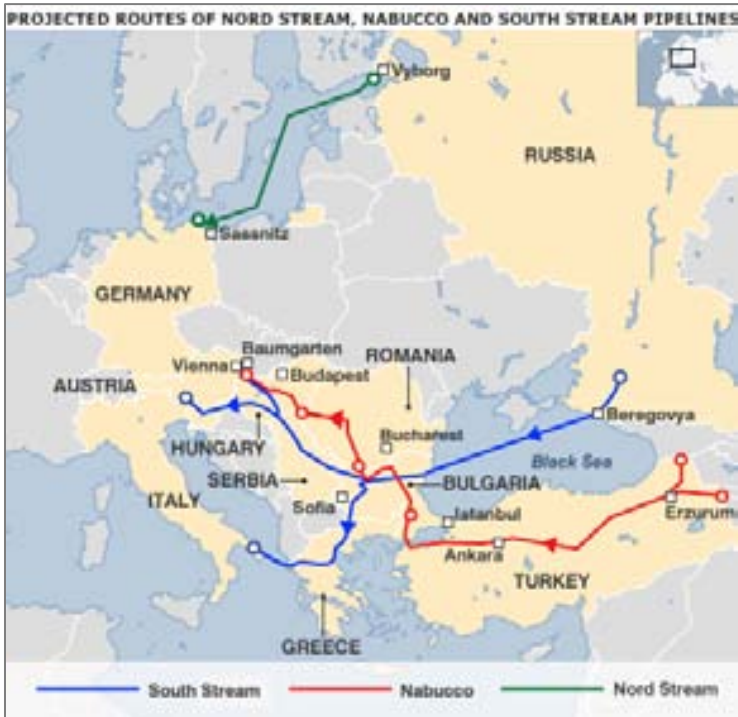 PROJECTED ROUTES OF NORD STREAM, NABUCCO AND SOUTH STREAM PIPELINES
Vyborg
RUSSIA
Sassnitz
GERMANY
Baumgarten
Vienna
ROMANIA
Budapest
AUSTRIA
Beregovya
HUNGARY
Bucharest
Black Sea
SERBIA
BULGARIA
ITALY
Sofia
Istanbul
Erzurum
Ankara
TURKEY
GREECE
South Stream
Nabucco
Nord Stream